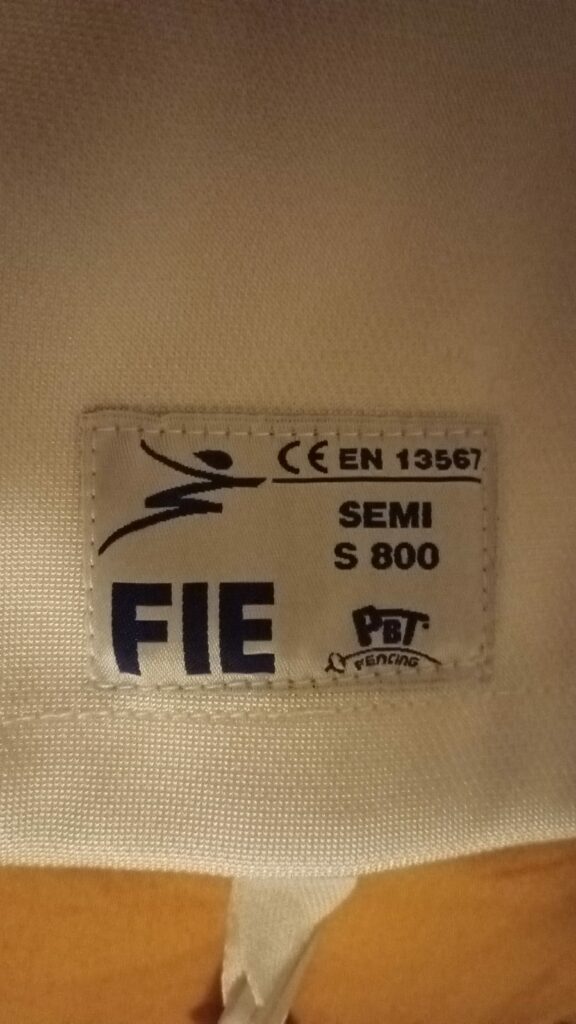 CE EN 13567
SEMI
S 800
FIE
PBT
FENCING